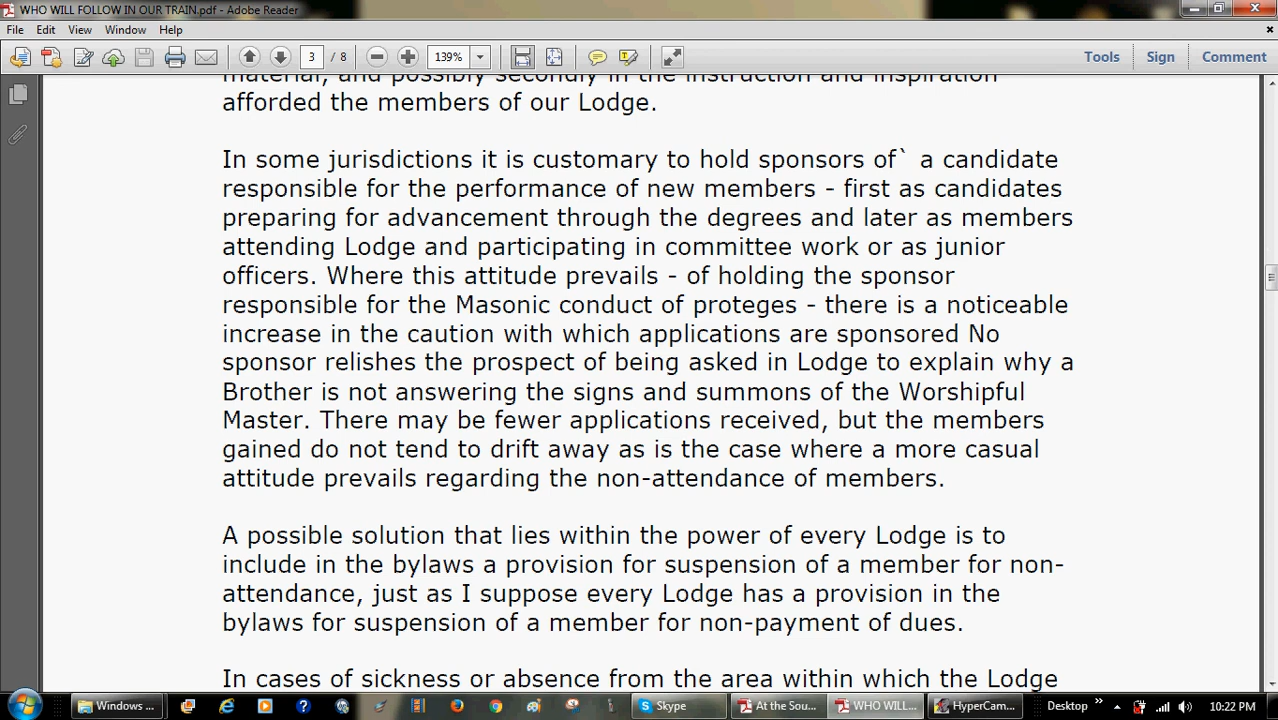 WHO WILL FOLLOW IN OUR TRAIN.pdf - Adobe Reader
File Edit View Window Help
3 / 8 139% Tools Sign Comment
material, and possibly secondly in the instruction and inspiration
afforded the members of our Lodge.
In some jurisdictions it is customary to hold sponsors of` a candidate
responsible for the performance of new members - first as candidates
preparing for advancement through the degrees and later as members
attending Lodge and participating in committee work or as junior
officers. Where this attitude prevails - of holding the sponsor
responsible for the Masonic conduct of proteges - there is a noticeable
increase in the caution with which applications are sponsored No
sponsor relishes the prospect of being asked in Lodge to explain why a
Brother is not answering the signs and summons of the Worshipful
Master. There may be fewer applications received, but the members
gained do not tend to drift away as is the case where a more casual
attitude prevails regarding the non-attendance of members.
A possible solution that lies within the power of every Lodge is to
include in the bylaws a provision for suspension of a member for non-
attendance, just as I suppose every Lodge has a provision in the
bylaws for suspension of a member for non-payment of dues.
In cases of sickness or absence from the area within which the Lodge
Windows ... Skype At the Sou... WHO WILL... HyperCam... Desktop » 10:22 PM